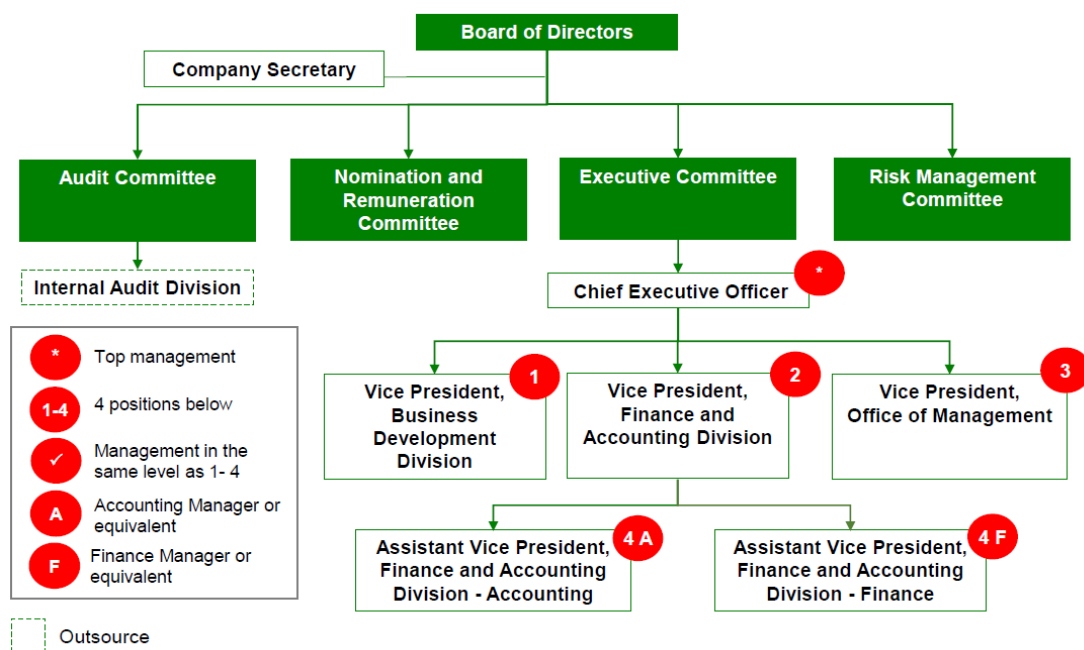 Board of Directors
Company Secretary
Audit Committee
Nomination and
Remuneration
Committee
Executive Committee
Risk Management
Committee
Internal Audit Division
Chief Executive Officer
*
*
Top management
1-4
4 positions below
✓
Management in the
same level as 1- 4
A
Accounting Manager or
equivalent
F
Finance Manager or
equivalent
Outsource
Vice President,
Business
Development
Division
1
Vice President,
Finance and
Accounting Division
2
Vice President,
Office of Management
3
Assistant Vice President,
Finance and Accounting
Division - Accounting
4 A
Assistant Vice President,
Finance and Accounting
Division - Finance
4 F